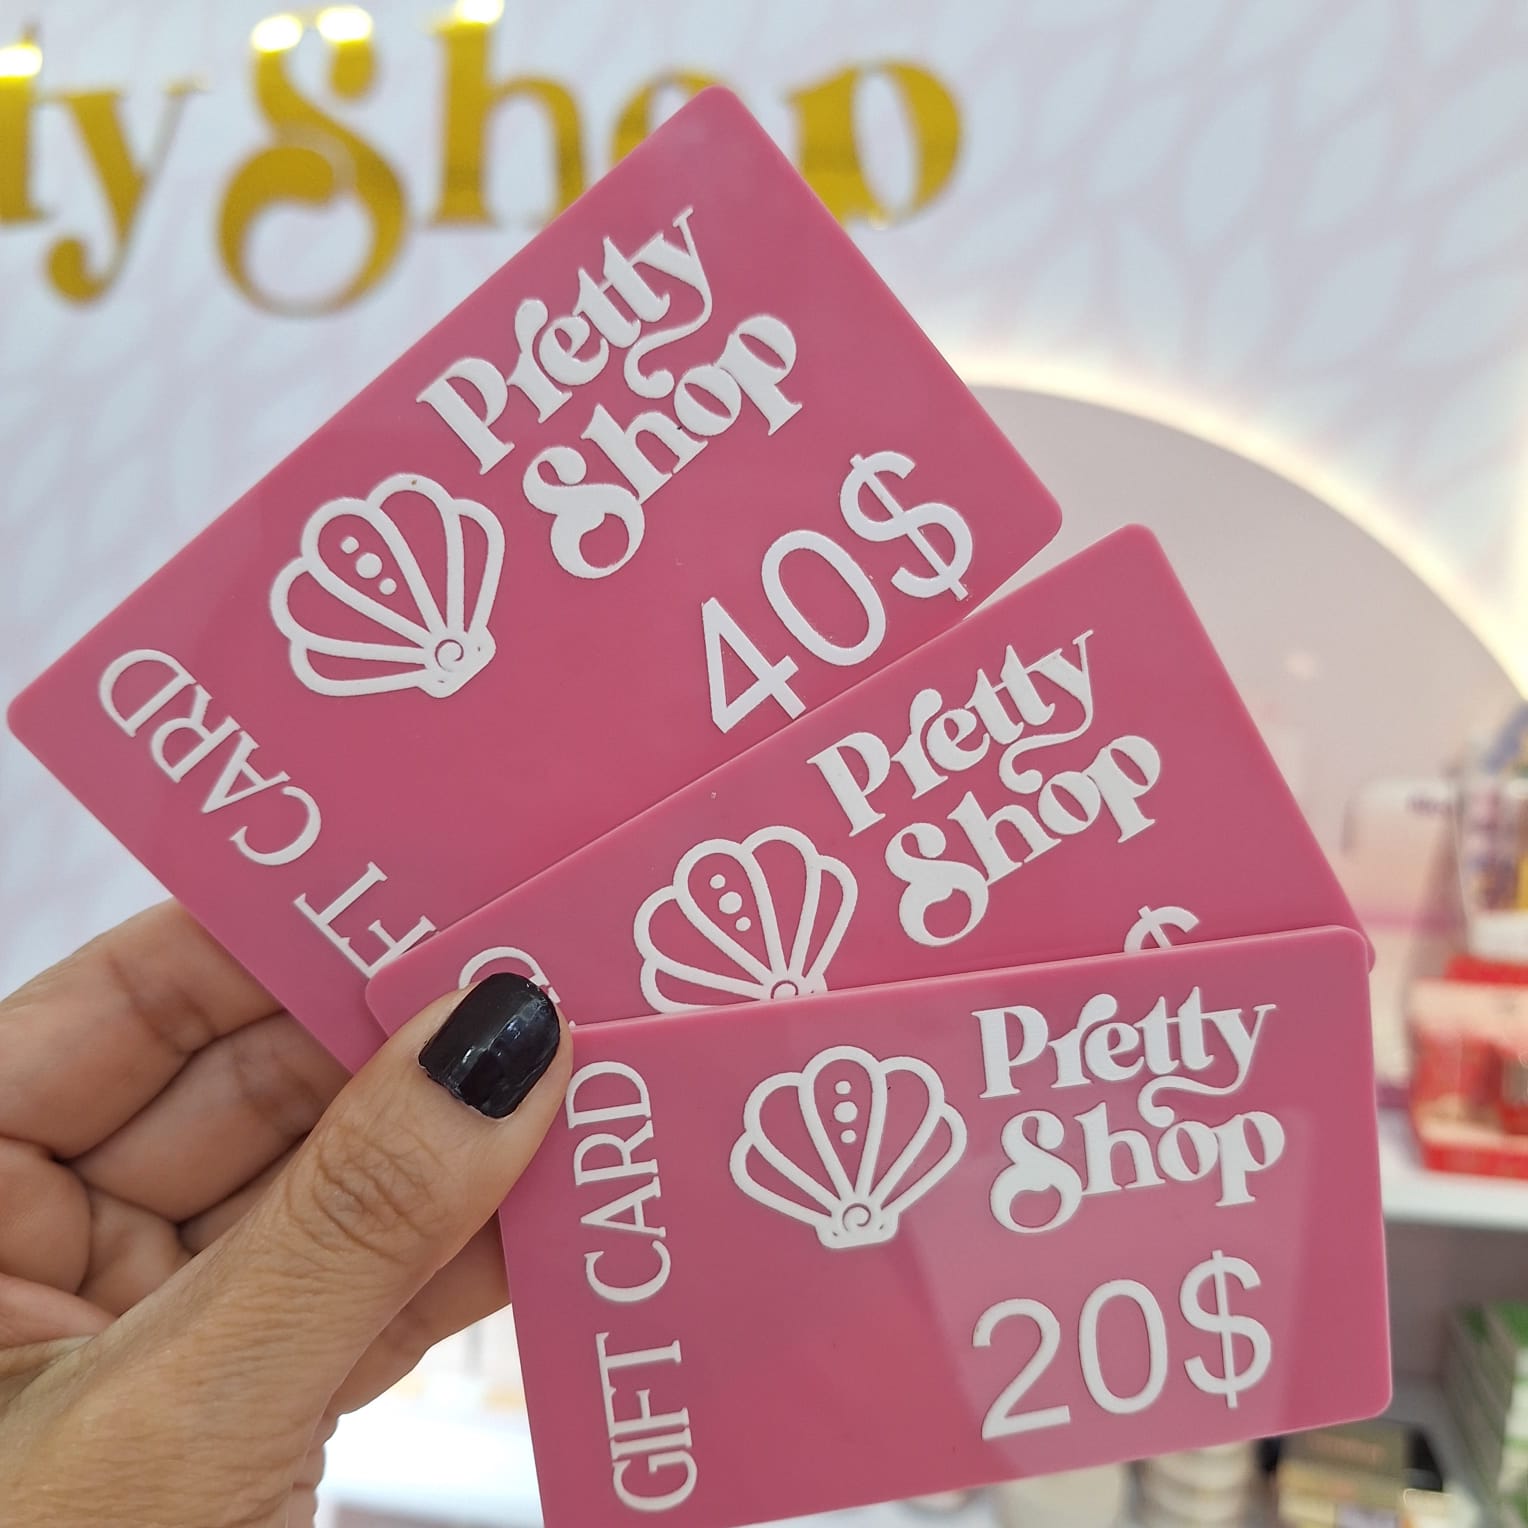 ty Shop
Pretty
Shop
40$
GIFT CARD
Pretty
Shop
$
Pretty
Shop
20$
GIFT CARD